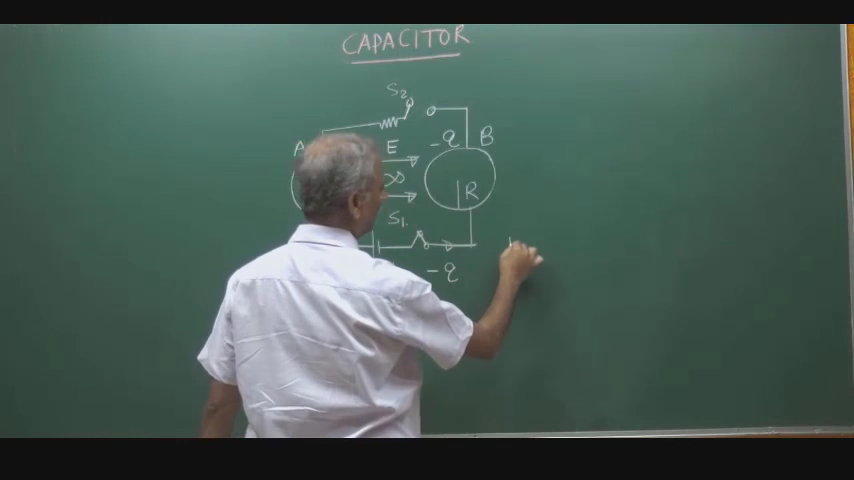 CAPACITOR
S2
A E -q B
R
S1
-q